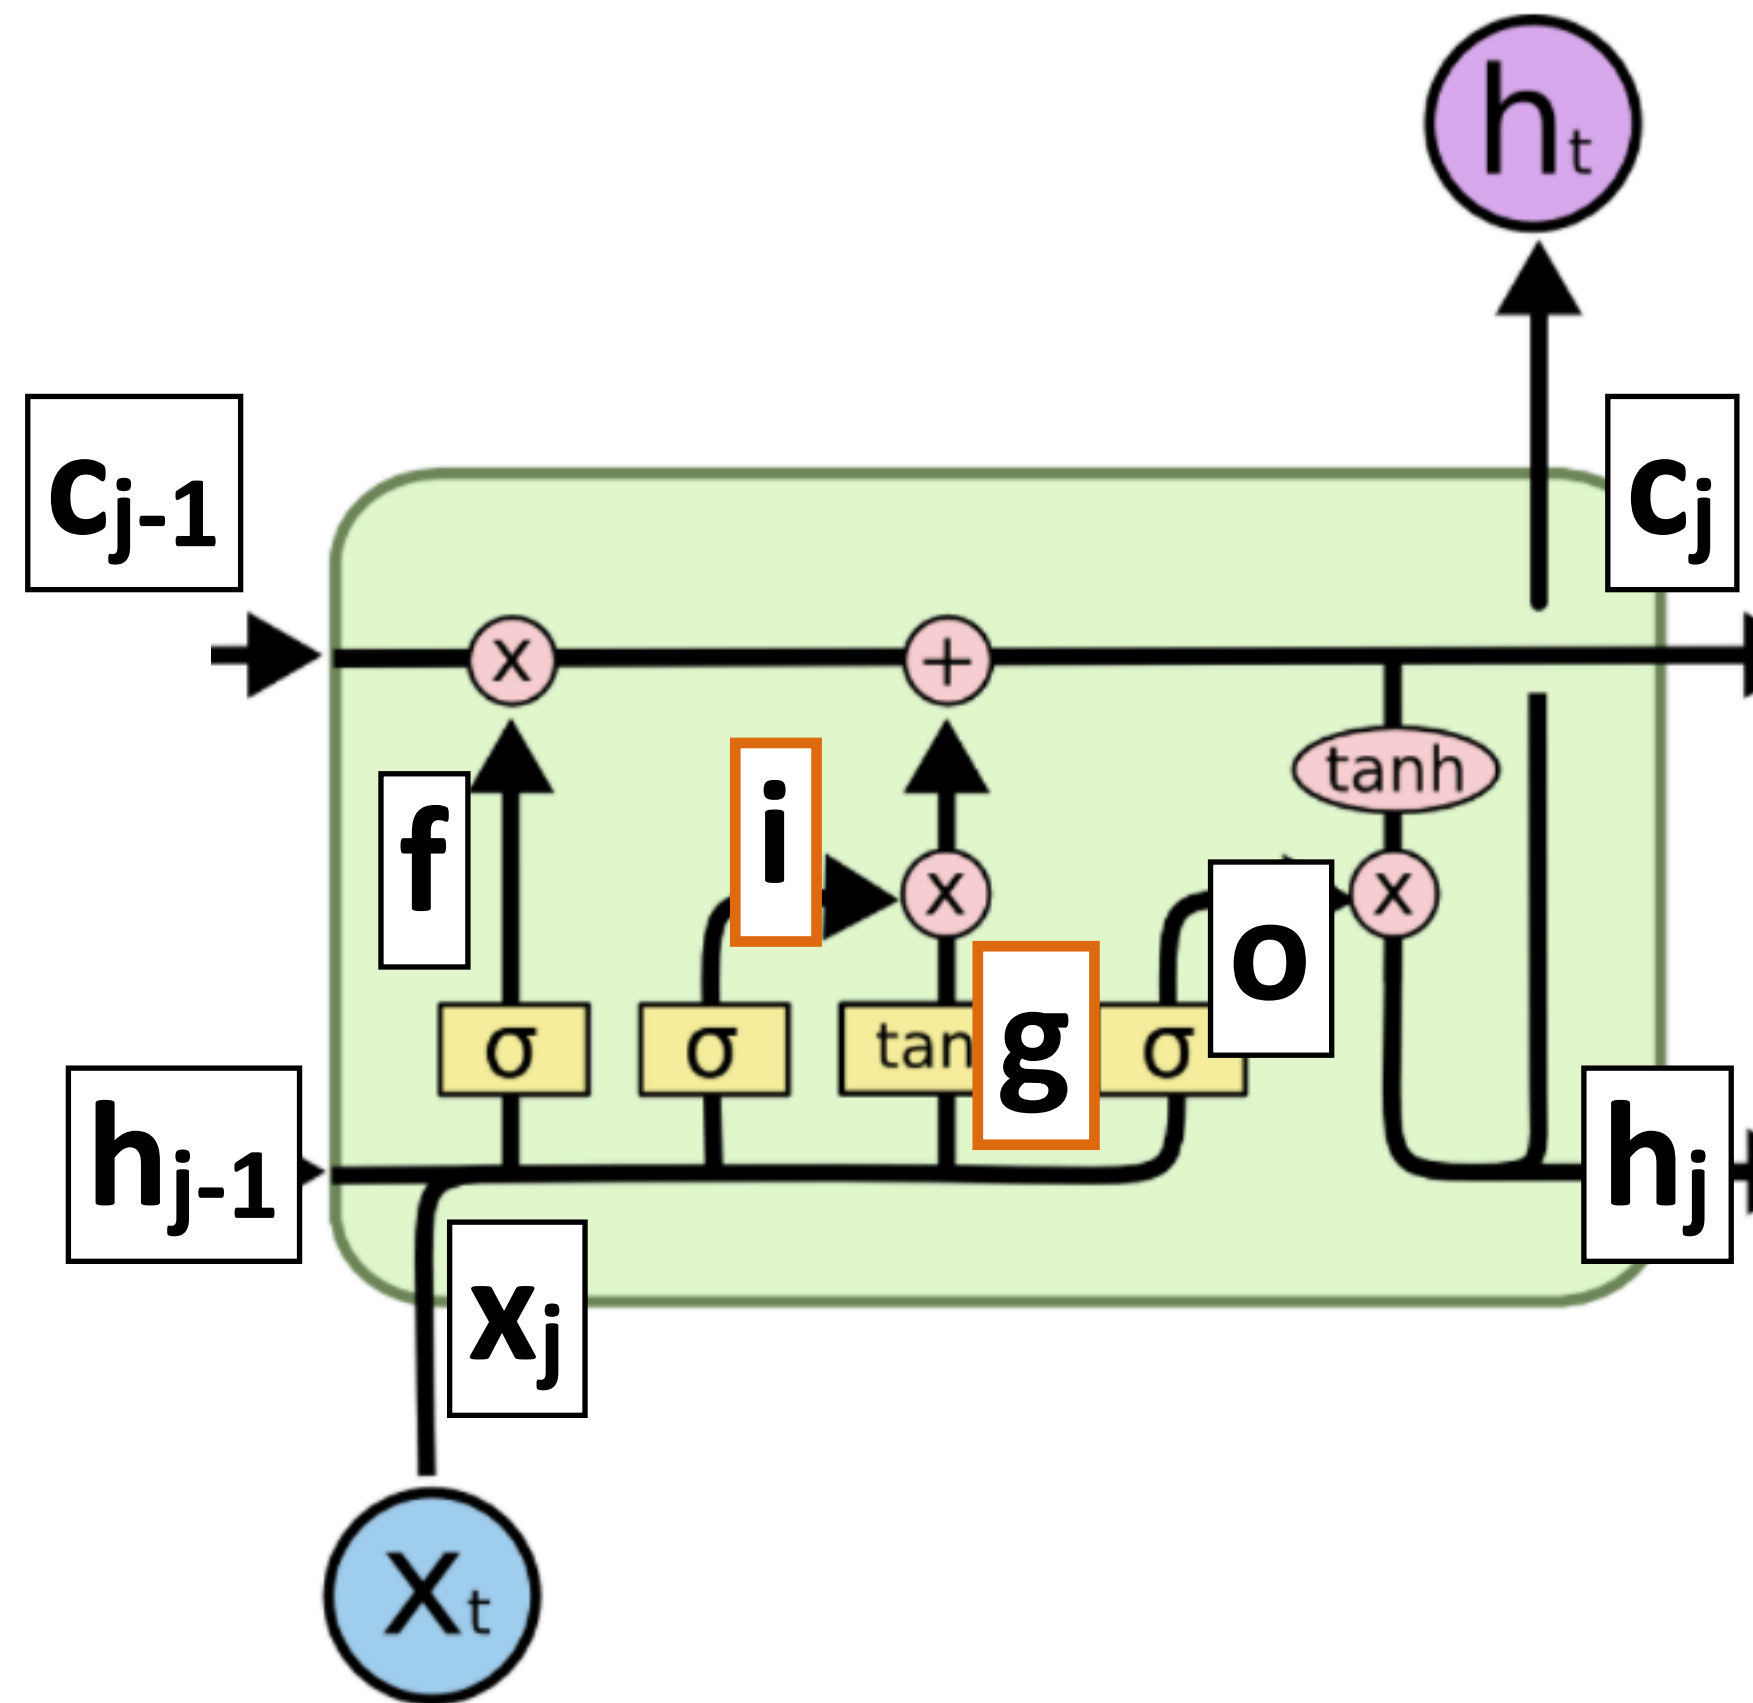 ht
cj-1
cj
x
+
tanh
i
f
x
x
o
g
σ
σ
tan
σ
hj-1
hj
xj
xt